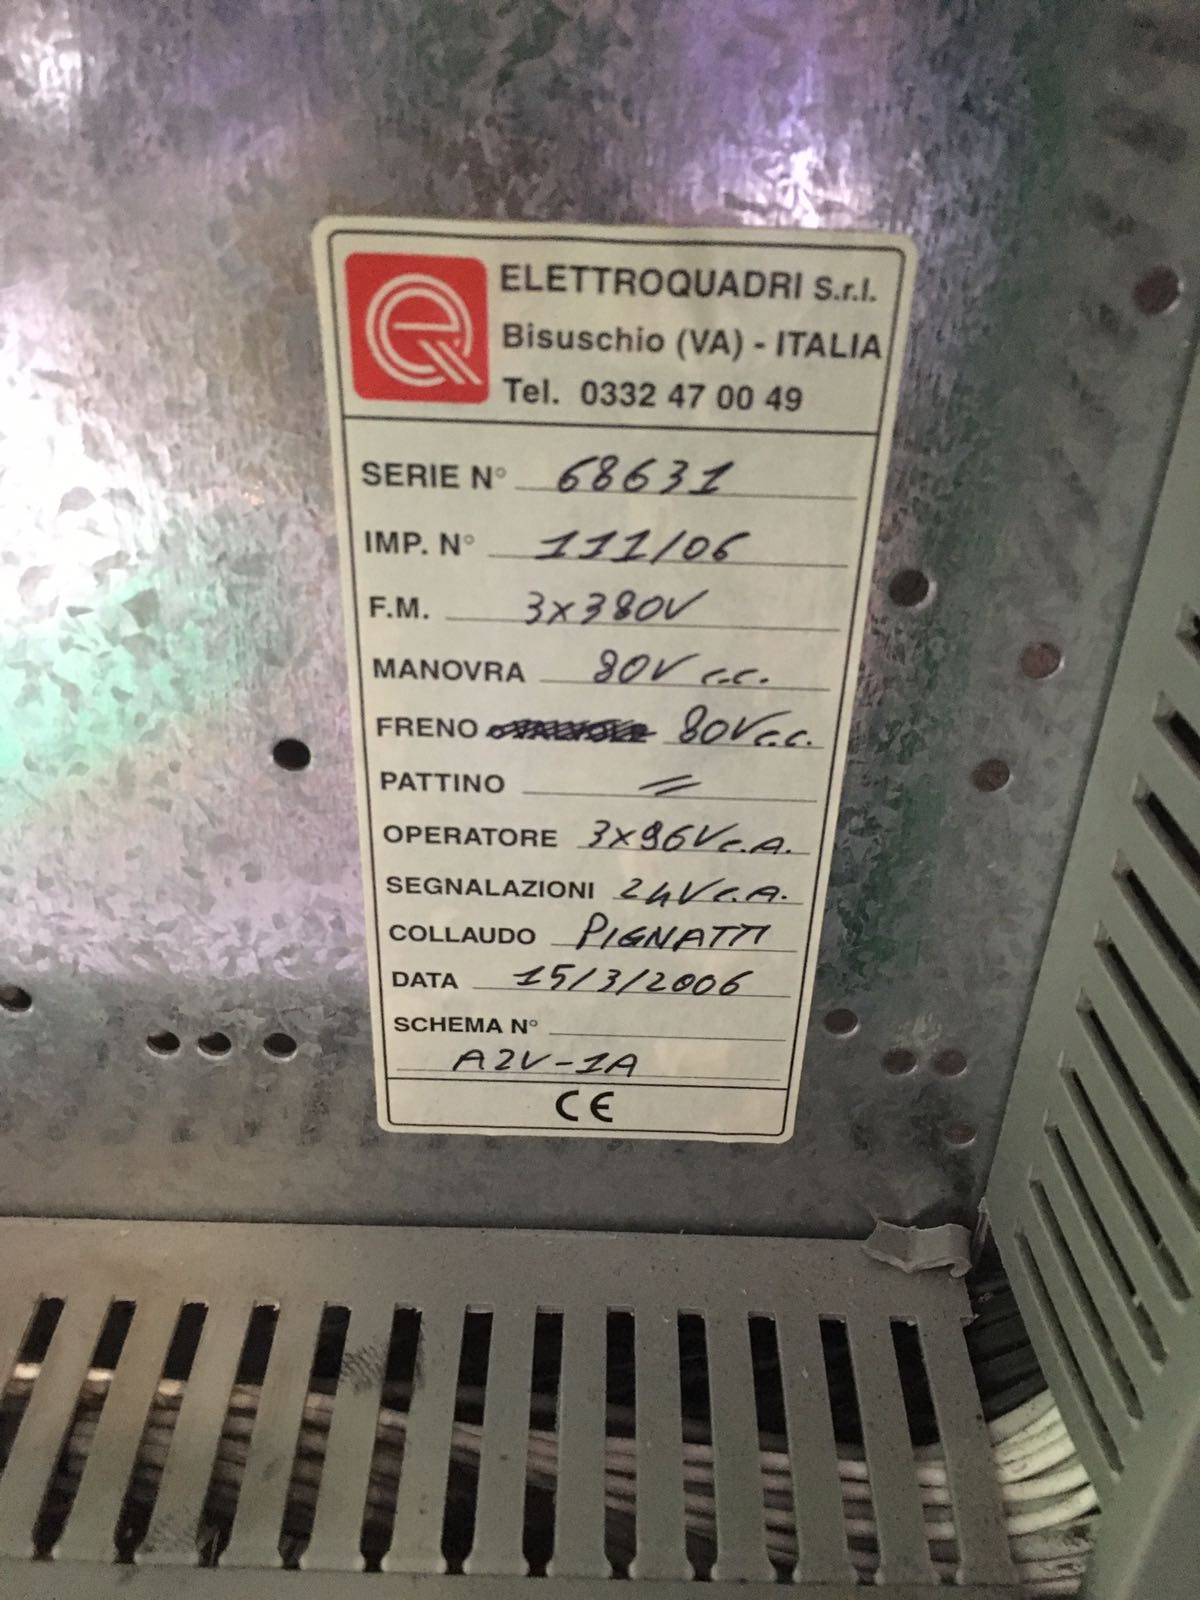 ELETTROQUADRI S.r.l.
Bisuschio (VA) - ITALIA
Tel. 0332 47 00 49
SERIE N° 68631
IMP. N° 111/06
F.M. 3x380V
MANOVRA 80V c.c.
FRENO 80V c.c.
PATTINO =
OPERATORE 3x96V c.A.
SEGNALAZIONI 24V c.A.
COLLAUDO PIGNATTI
DATA 15/3/2006
SCHEMA N°
A2V-1A
CE